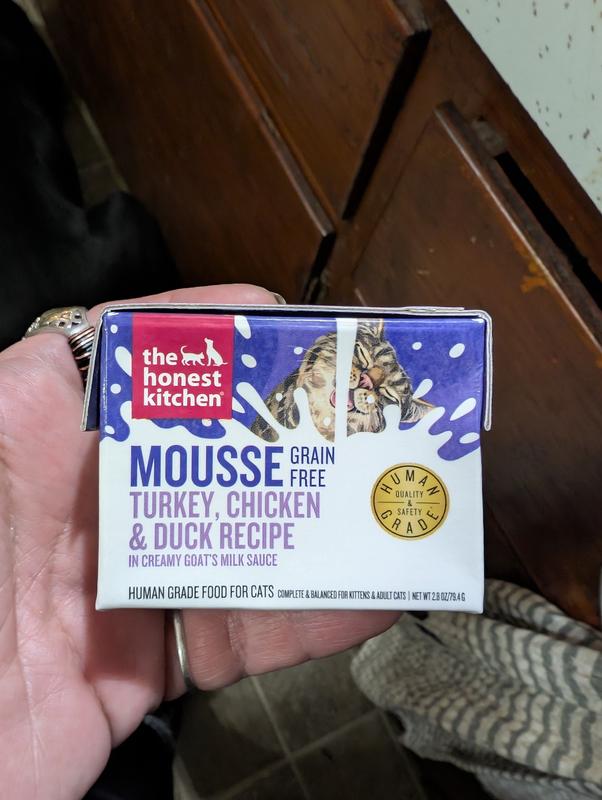 the
honest
kitchen®
MOUSSE GRAIN FREE
TURKEY, CHICKEN
& DUCK RECIPE
IN CREAMY GOAT'S MILK SAUCE
HUMAN
QUALITY
&
SAFETY
GRADE
HUMAN GRADE FOOD FOR CATS COMPLETE & BALANCED FOR KITTENS & ADULT CATS | NET WT 2.8 OZ/79.4 G